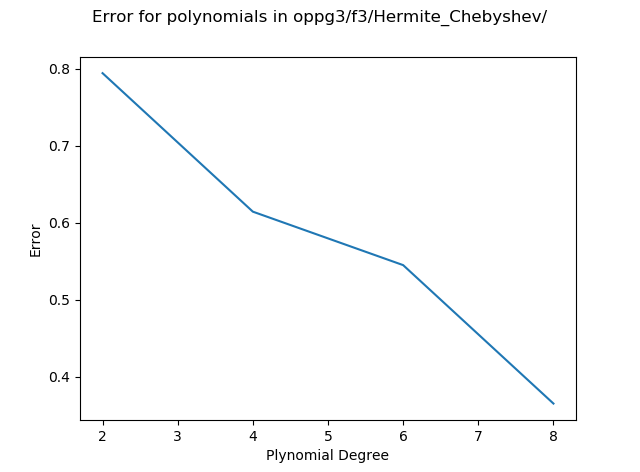 Error for polynomials in oppg3/f3/Hermite_Chebyshev/
0.8
0.7
0.6
0.5
0.4
Error
2 3 4 5 6 7 8
Plynomial Degree